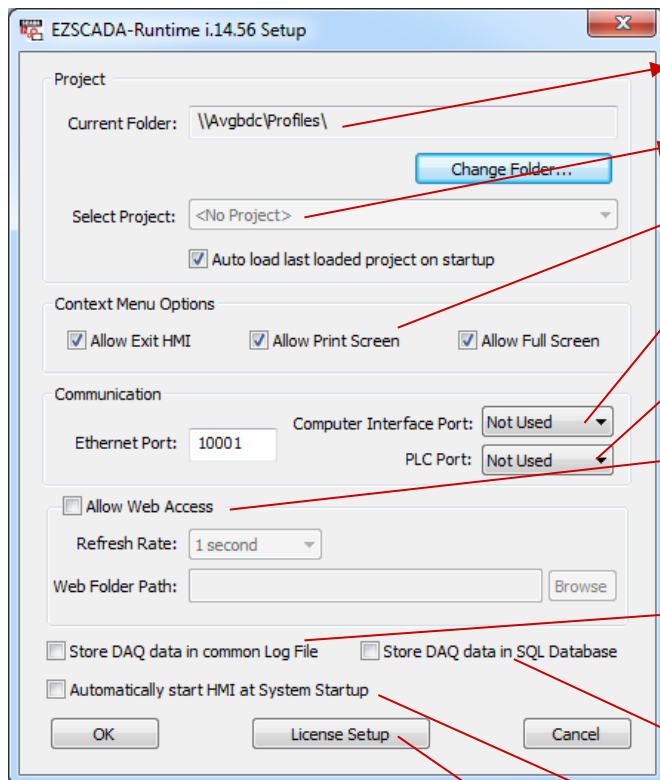 EZSCADA-Runtime i.14.56 Setup
Project
Current Folder: \\Avgbdc\Profiles\
Change Folder...
Select Project: <No Project>
Auto load last loaded project on startup
Context Menu Options
Allow Exit HMI Allow Print Screen Allow Full Screen
Communication
Computer Interface Port: Not Used
Ethernet Port: 10001
PLC Port: Not Used
Allow Web Access
Refresh Rate: 1 second
Web Folder Path: Browse
Store DAQ data in common Log File Store DAQ data in SQL Database
Automatically start HMI at System Startup
OK License Setup Cancel